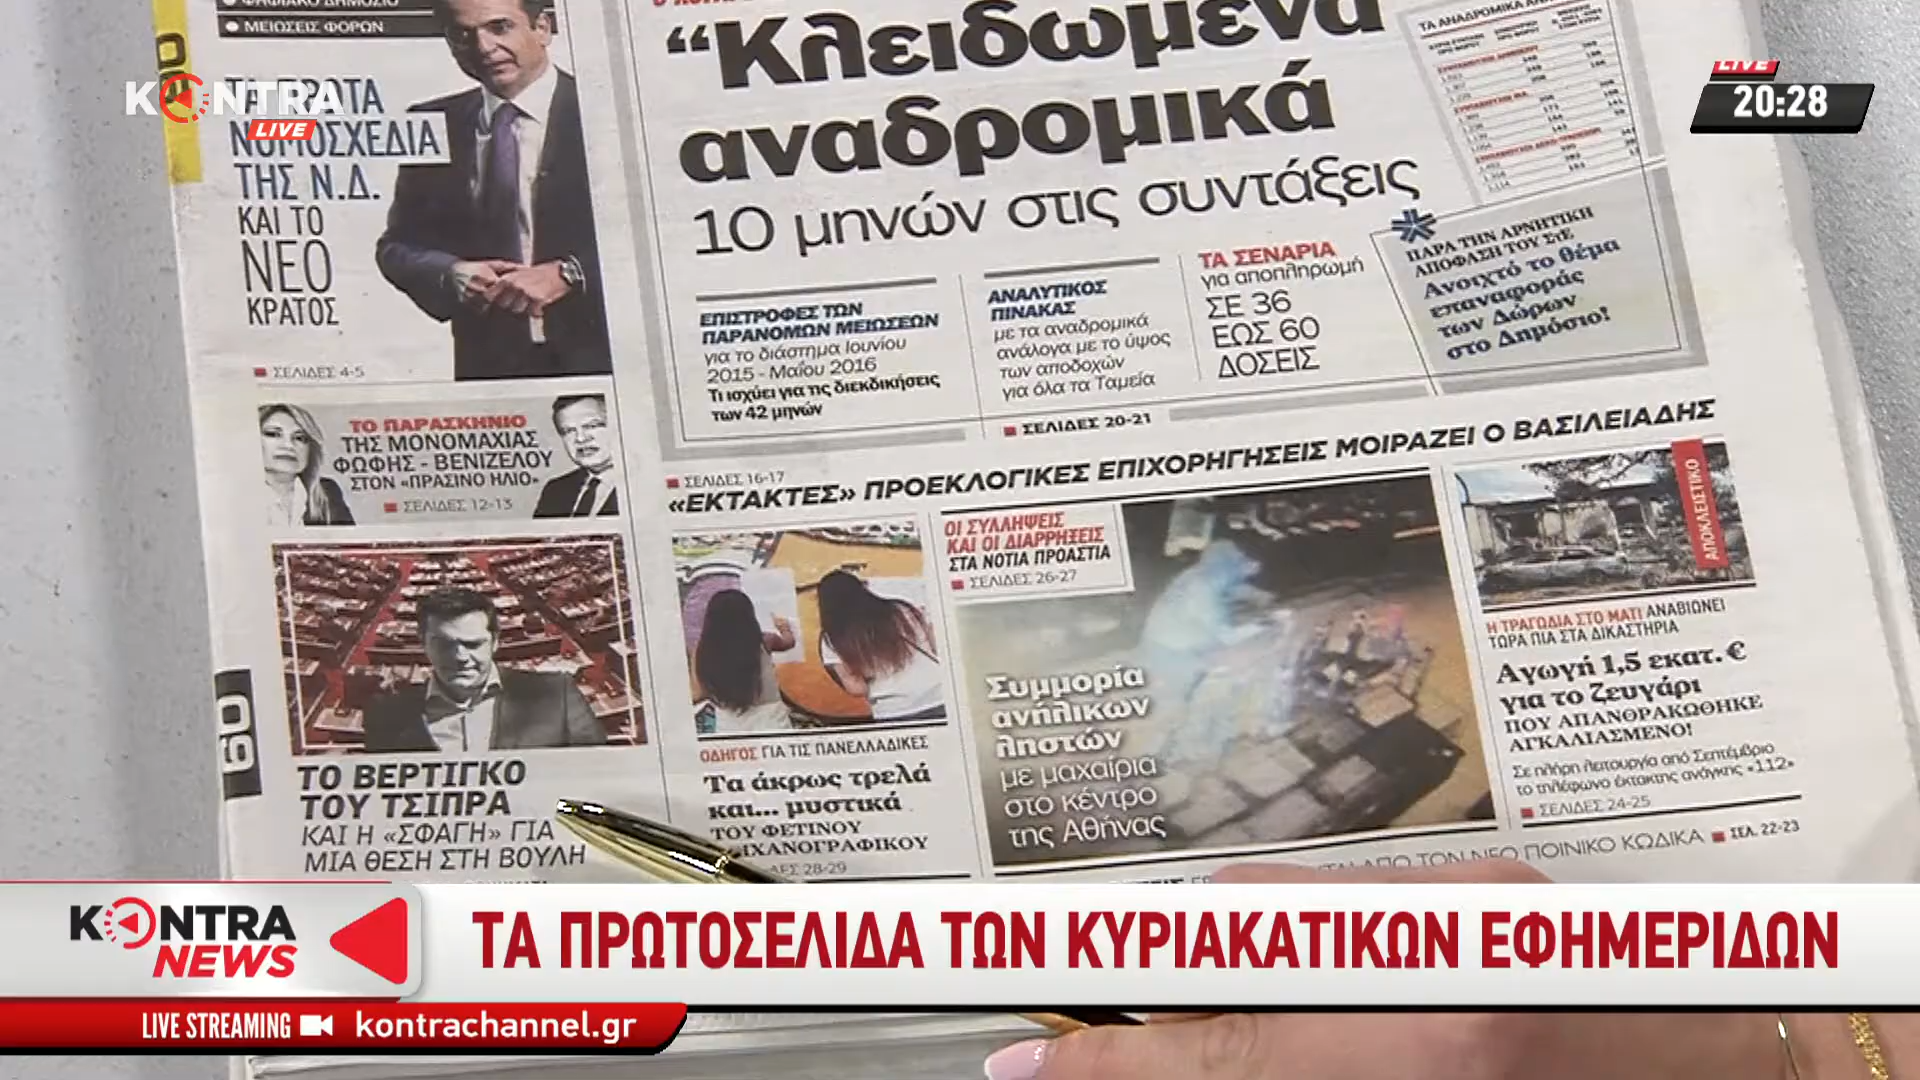 ● ΜΕΙΩΣΕΙΣ ΦΟΡΩΝ
KONTRA
LIVE
ΤΑ ΠΡΩΤΑ
ΝΟΜΟΣΧΕΔΙΑ
ΤΗΣ Ν.Δ.
ΚΑΙ ΤΟ
ΝΕΟ
ΚΡΑΤΟΣ
ΣΕΛΙΔΕΣ 4-5
LIVE
20:28
“Κλειδωμένα
αναδρομικά
10 μηνών στις συντάξεις
ΕΠΙΣΤΡΟΦΕΣ ΤΩΝ
ΠΑΡΑΝΟΜΩΝ ΜΕΙΩΣΕΩΝ
για το διάστημα Ιουνίου
2015 - Μαΐου 2016
Τι ισχύει για τις διεκδικήσεις
των 42 μηνών
ΑΝΑΛΥΤΙΚΟΣ
ΠΙΝΑΚΑΣ
με τα αναδρομικά
ανάλογα με το ύψος
των αποδοχών
για όλα τα Ταμεία
ΣΕΛΙΔΕΣ 20-21
ΤΑ ΣΕΝΑΡΙΑ
για αποπληρωμή
ΣΕ 36
ΕΩΣ 60
ΔΟΣΕΙΣ
ΠΑΡΑ ΤΗΝ ΑΡΝΗΤΙΚΗ
ΑΠΟΦΑΣΗ ΤΟΥ ΣτΕ
Ανοιχτό το θέμα
επαναφοράς
των Δώρων
στο Δημόσιο!
ΤΟ ΠΑΡΑΣΚΗΝΙΟ
ΤΗΣ ΜΟΝΟΜΑΧΙΑΣ
ΦΩΦΗΣ - ΒΕΝΙΖΕΛΟΥ
ΣΤΟΝ «ΠΡΑΣΙΝΟ ΗΛΙΟ»
ΣΕΛΙΔΕΣ 12-13
ΣΕΛΙΔΕΣ 16-17
«ΕΚΤΑΚΤΕΣ» ΠΡΟΕΚΛΟΓΙΚΕΣ ΕΠΙΧΟΡΗΓΗΣΕΙΣ ΜΟΙΡΑΖΕΙ Ο ΒΑΣΙΛΕΙΑΔΗΣ
ΤΟ ΒΕΡΤΙΓΚΟ
ΤΟΥ ΤΣΙΠΡΑ
ΚΑΙ Η «ΣΦΑΓΗ» ΓΙΑ
ΜΙΑ ΘΕΣΗ ΣΤΗ ΒΟΥΛΗ
ΟΔΗΓΟΣ ΓΙΑ ΤΙΣ ΠΑΝΕΛΛΑΔΙΚΕΣ
Τα άκρως τρελά
και... μυστικά
ΤΟΥ ΦΕΤΙΝΟΥ
ΙΧΑΝΟΓΡΑΦΙΚΟΥ
ΔΕΣ 28-29
ΟΙ ΣΥΛΛΗΨΕΙΣ
ΚΑΙ ΟΙ ΔΙΑΡΡΗΞΕΙΣ
ΣΤΑ ΝΟΤΙΑ ΠΡΟΑΣΤΙΑ
ΣΕΛΙΔΕΣ 26-27
Συμμορία
ανήλικων
ληστών
με μαχαίρια
στο κέντρο
της Αθήνας
ΑΠΟΚΛΕΙΣΤΙΚΟ
Η ΤΡΑΓΩΔΙΑ ΣΤΟ ΜΑΤΙ ΑΝΑΒΙΩΝΕΙ
ΤΩΡΑ ΠΙΑ ΣΤΑ ΔΙΚΑΣΤΗΡΙΑ
Αγωγή 1,5 εκατ. €
για το ζευγάρι
ΠΟΥ ΑΠΑΝΘΡΑΚΩΘΗΚΕ
ΑΓΚΑΛΙΑΣΜΕΝΟ!
Σε πλήρη λειτουργία από Σεπτέμβριο
το τηλέφωνο έκτακτης ανάγκης «112»
ΣΕΛΙΔΕΣ 24-25
ΑΠΟ ΤΟΝ ΝΕΟ ΠΟΙΝΙΚΟ ΚΩΔΙΚΑ ΣΕΛ. 22-23
KONTRA
NEWS
ΤΑ ΠΡΩΤΟΣΕΛΙΔΑ ΤΩΝ ΚΥΡΙΑΚΑΤΙΚΩΝ ΕΦΗΜΕΡΙΔΩΝ
LIVE STREAMING kontrachannel.gr